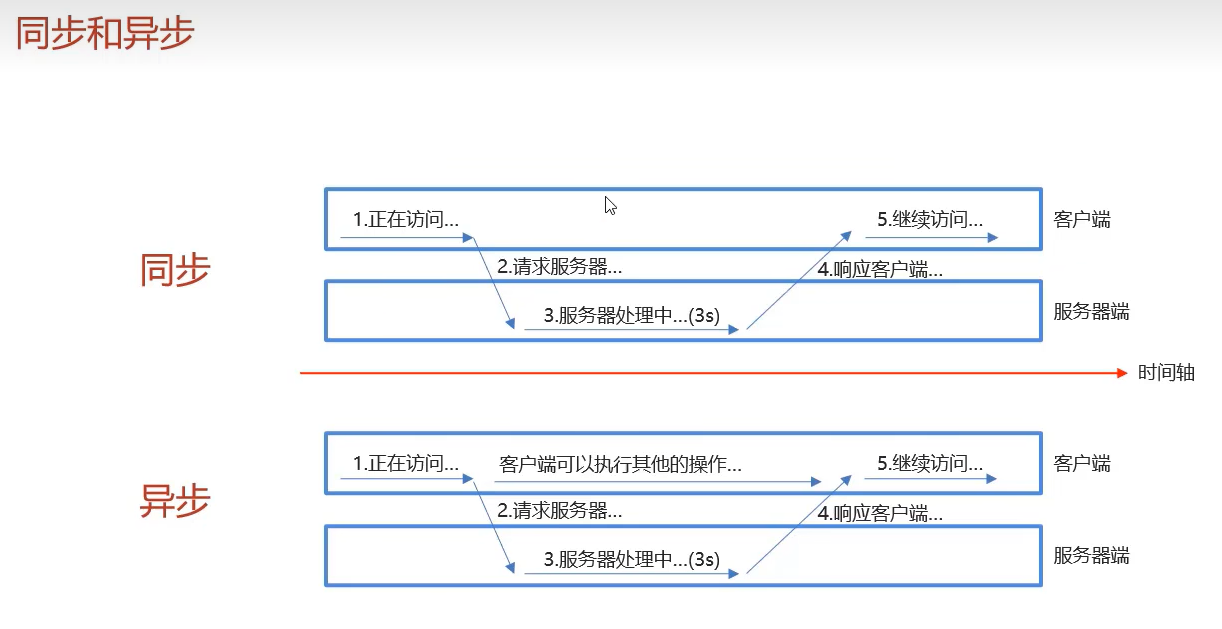 同步和异步
同步
1.正在访问...
5.继续访问...
客户端
2.请求服务器...
4.响应客户端...
3.服务器处理中...(3s)
服务器端
时间轴
异步
1.正在访问...
客户端可以执行其他的操作...
5.继续访问...
客户端
2.请求服务器...
4.响应客户端...
3.服务器处理中...(3s)
服务器端